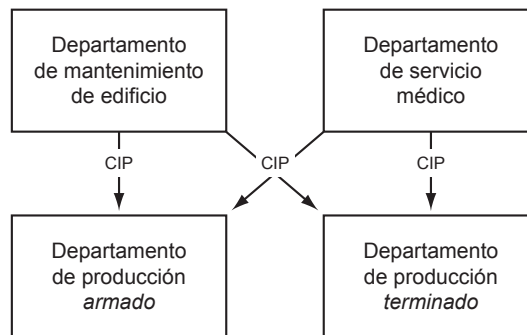 Departamento
de mantenimiento
de edificio
Departamento
de servicio
médico
CIP
CIP
CIP
Departamento
de producción
armado
Departamento
de producción
terminado